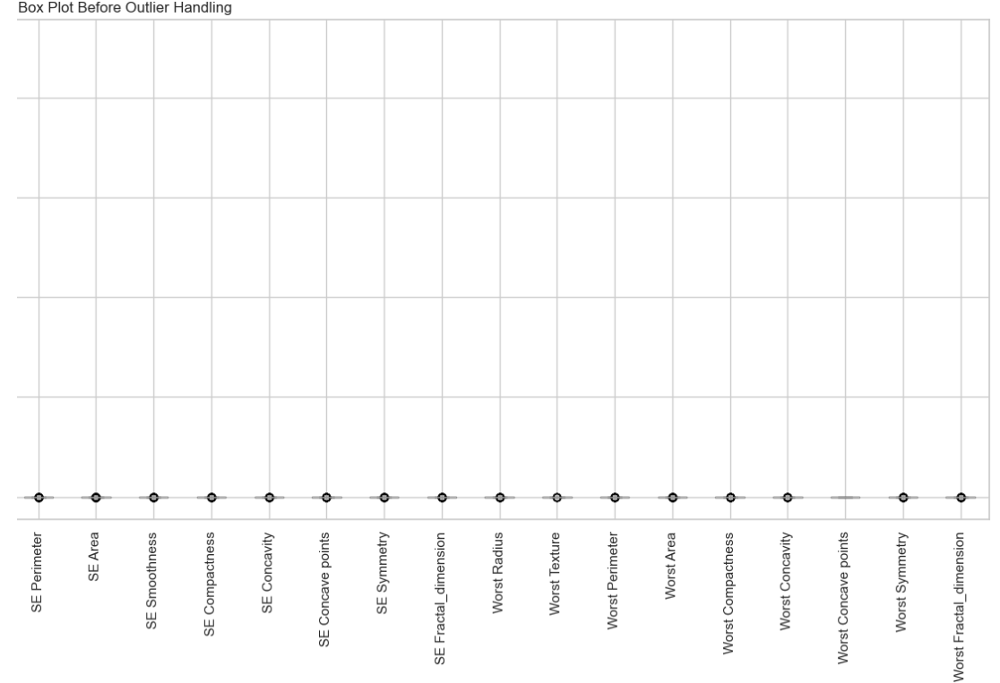 Box Plot Before Outlier Handling
SE Perimeter
SE Area
SE Smoothness
SE Compactness
SE Concavity
SE Concave points
SE Symmetry
SE Fractal_dimension
Worst Radius
Worst Texture
Worst Perimeter
Worst Area
Worst Compactness
Worst Concavity
Worst Concave points
Worst Symmetry
Worst Fractal_dimension